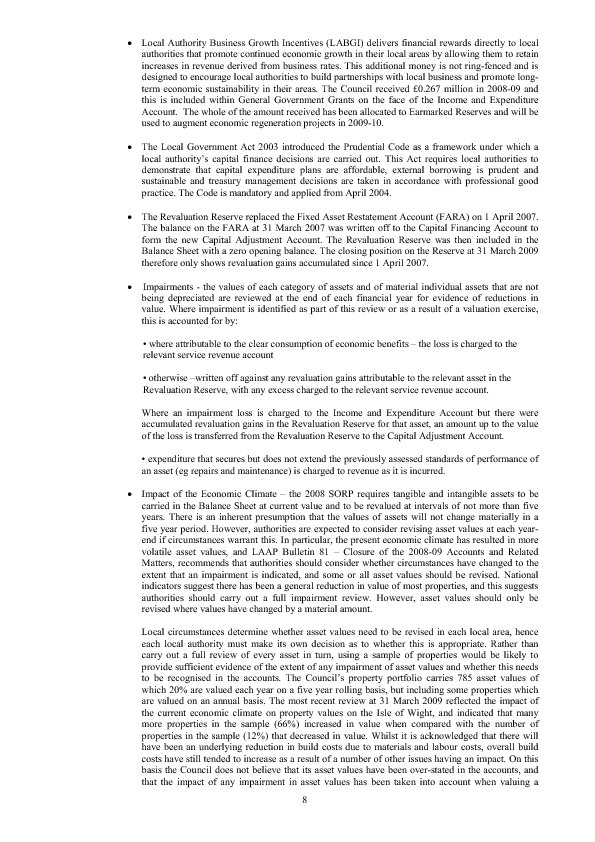 • Local Authority Business Growth Incentives (LABGI) delivers financial rewards directly to local
authorities that promote continued economic growth in their local areas by allowing them to retain
increases in revenue derived from business rates. This additional money is not ring-fenced and is
designed to encourage local authorities to build partnerships with local business and promote long-
term economic sustainability in their areas. The Council received £0.267 million in 2008-09 and
this is included within General Government Grants on the face of the Income and Expenditure
Account. The whole of the amount received has been allocated to Earmarked Reserves and will be
used to augment economic regeneration projects in 2009-10.
• The Local Government Act 2003 introduced the Prudential Code as a framework under which a
local authority's capital finance decisions are carried out. This Act requires local authorities to
demonstrate that capital expenditure plans are affordable, external borrowing is prudent and
sustainable and treasury management decisions are taken in accordance with professional good
practice. The Code is mandatory and applied from April 2004.
• The Revaluation Reserve replaced the Fixed Asset Restatement Account (FARA) on 1 April 2007.
The balance on the FARA at 31 March 2007 was written off to the Capital Financing Account to
form the new Capital Adjustment Account. The Revaluation Reserve was then included in the
Balance Sheet with a zero opening balance. The closing position on the Reserve at 31 March 2009
therefore only shows revaluation gains accumulated since 1 April 2007.
• Impairments - the values of each category of assets and of material individual assets that are not
being depreciated are reviewed at the end of each financial year for evidence of reductions in
value. Where impairment is identified as part of this review or as a result of a valuation exercise,
this is accounted for by:
• where attributable to the clear consumption of economic benefits – the loss is charged to the
relevant service revenue account
• otherwise –written off against any revaluation gains attributable to the relevant asset in the
Revaluation Reserve, with any excess charged to the relevant service revenue account.
Where an impairment loss is charged to the Income and Expenditure Account but there were
accumulated revaluation gains in the Revaluation Reserve for that asset, an amount up to the value
of the loss is transferred from the Revaluation Reserve to the Capital Adjustment Account.
• expenditure that secures but does not extend the previously assessed standards of performance of
an asset (eg repairs and maintenance) is charged to revenue as it is incurred.
• Impact of the Economic Climate – the 2008 SORP requires tangible and intangible assets to be
carried in the Balance Sheet at current value and to be revalued at intervals of not more than five
years. There is an inherent presumption that the values of assets will not change materially in a
five year period. However, authorities are expected to consider revising asset values at each year-
end if circumstances warrant this. In particular, the present economic climate has resulted in more
volatile asset values, and LAAP Bulletin 81 – Closure of the 2008-09 Accounts and Related
Matters, recommends that authorities should consider whether circumstances have changed to the
extent that an impairment is indicated, and some or all asset values should be revised. National
indicators suggest there has been a general reduction in value of most properties, and this suggests
authorities should carry out a full impairment review. However, asset values should only be
revised where values have changed by a material amount.
Local circumstances determine whether asset values need to be revised in each local area, hence
each local authority must make its own decision as to whether this is appropriate. Rather than
carry out a full review of every asset in turn, using a sample of properties would be likely to
provide sufficient evidence of the extent of any impairment of asset values and whether this needs
to be recognised in the accounts. The Council's property portfolio carries 785 asset values of
which 20% are valued each year on a five year rolling basis, but including some properties which
are valued on an annual basis. The most recent review at 31 March 2009 reflected the impact of
the current economic climate on property values on the Isle of Wight, and indicated that many
more properties in the sample (66%) increased in value when compared with the number of
properties in the sample (12%) that decreased in value. Whilst it is acknowledged that there will
have been an underlying reduction in build costs due to materials and labour costs, overall build
costs have still tended to increase as a result of a number of other issues having an impact. On this
basis the Council does not believe that its asset values have been over-stated in the accounts, and
that the impact of any impairment in asset values has been taken into account when valuing a
8